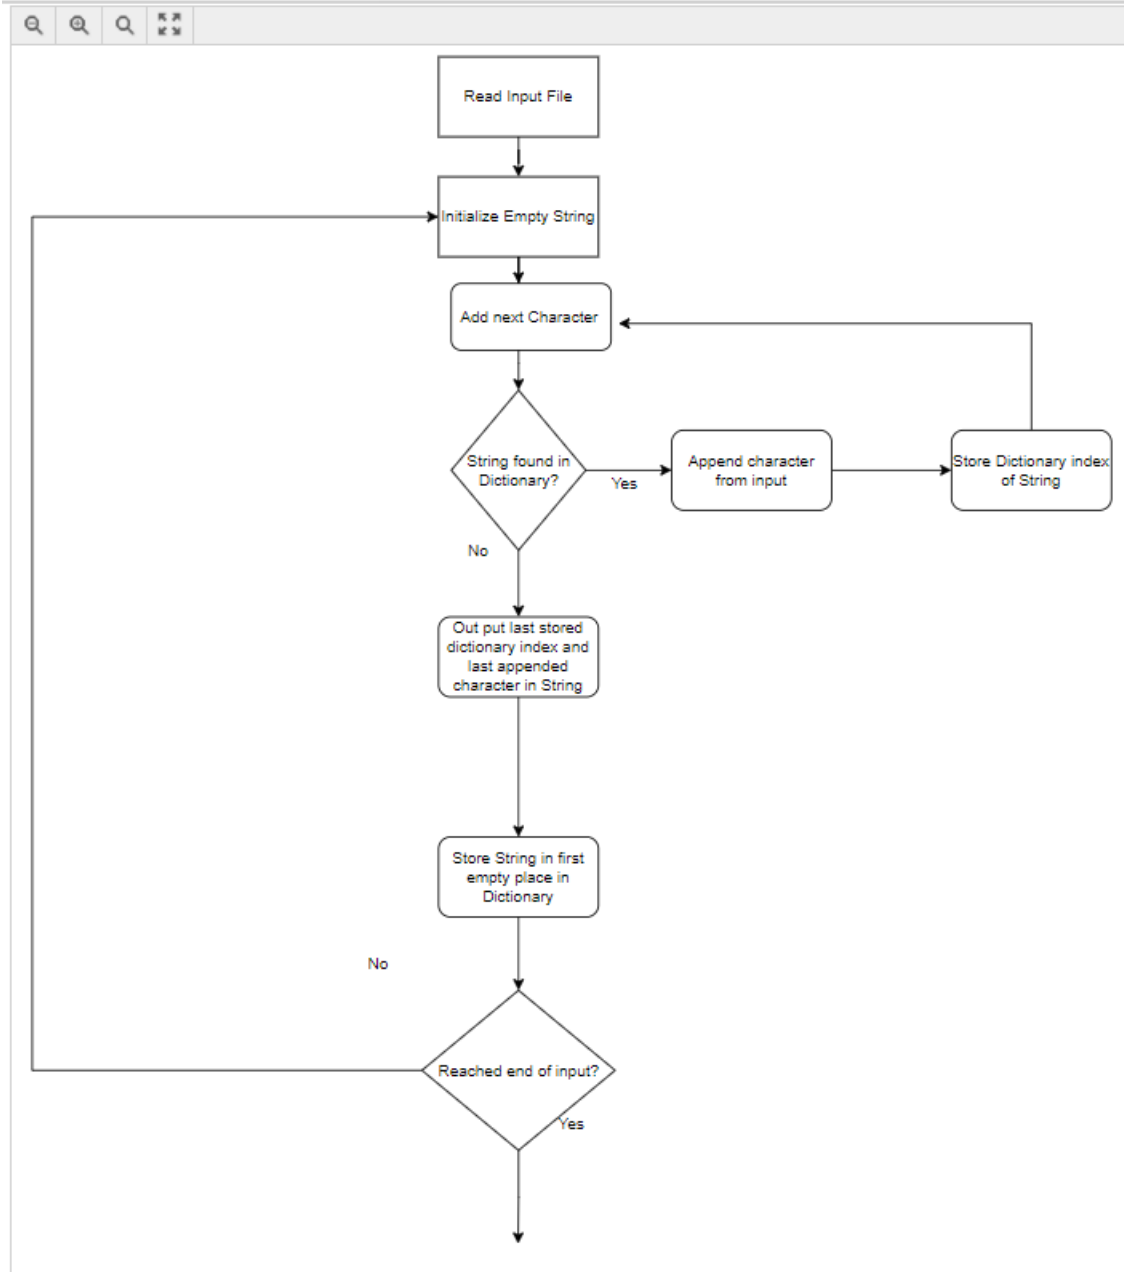 Read Input File
Initialize Empty String
Add next Character
String found in
Dictionary?
Yes
Append character
from input
Store Dictionary index
of String
No
Out put last stored
dictionary index and
last appended
character in String
Store String in first
empty place in
Dictionary
No
Reached end of input?
Yes